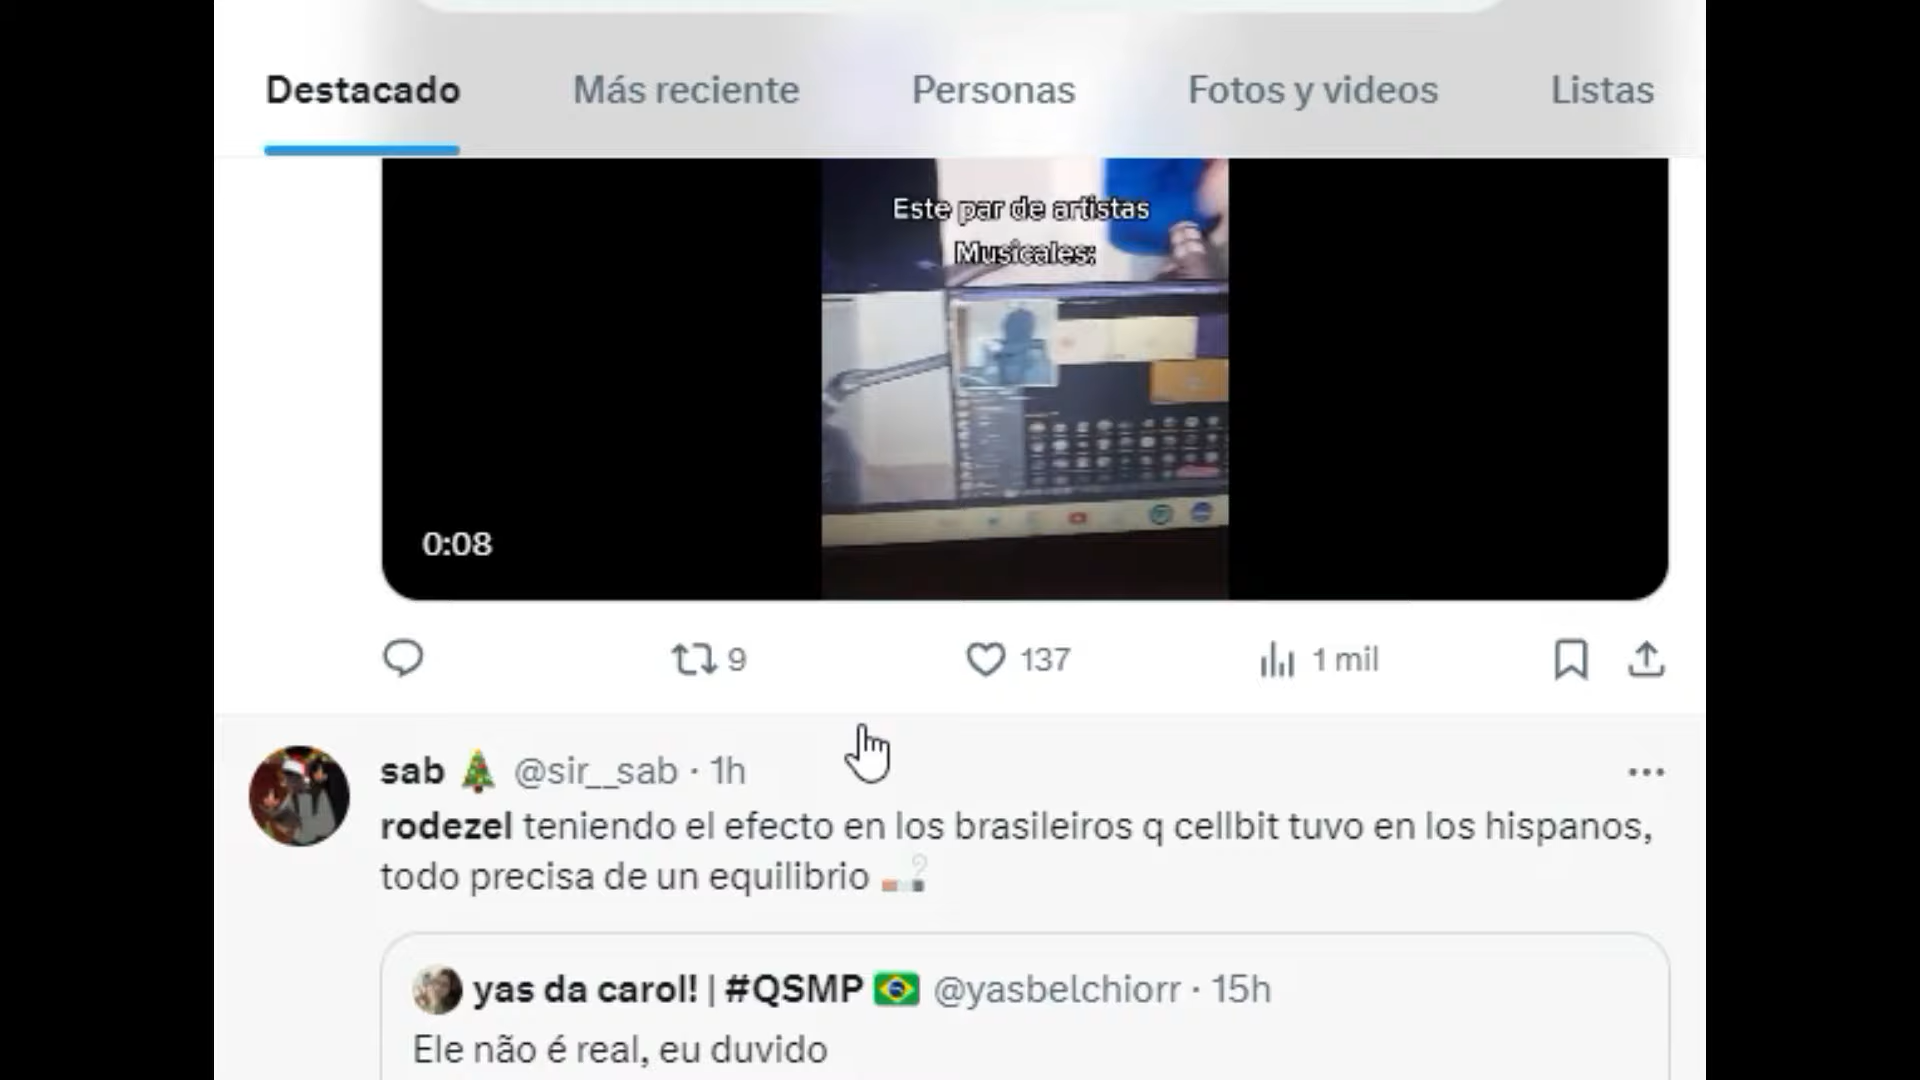 Destacado Más reciente Personas Fotos y videos Listas
Este par de artistas
Musicales:
0:08
9 137 1 mil
sab 🎄 @sir__sab · 1h
rodezel teniendo el efecto en los brasileiros q cellbit tuvo en los hispanos,
todo precisa de un equilibrio 🚬
yas da carol! | #QSMP 🇧🇷 @yasbelchiorr · 15h
Ele não é real, eu duvido